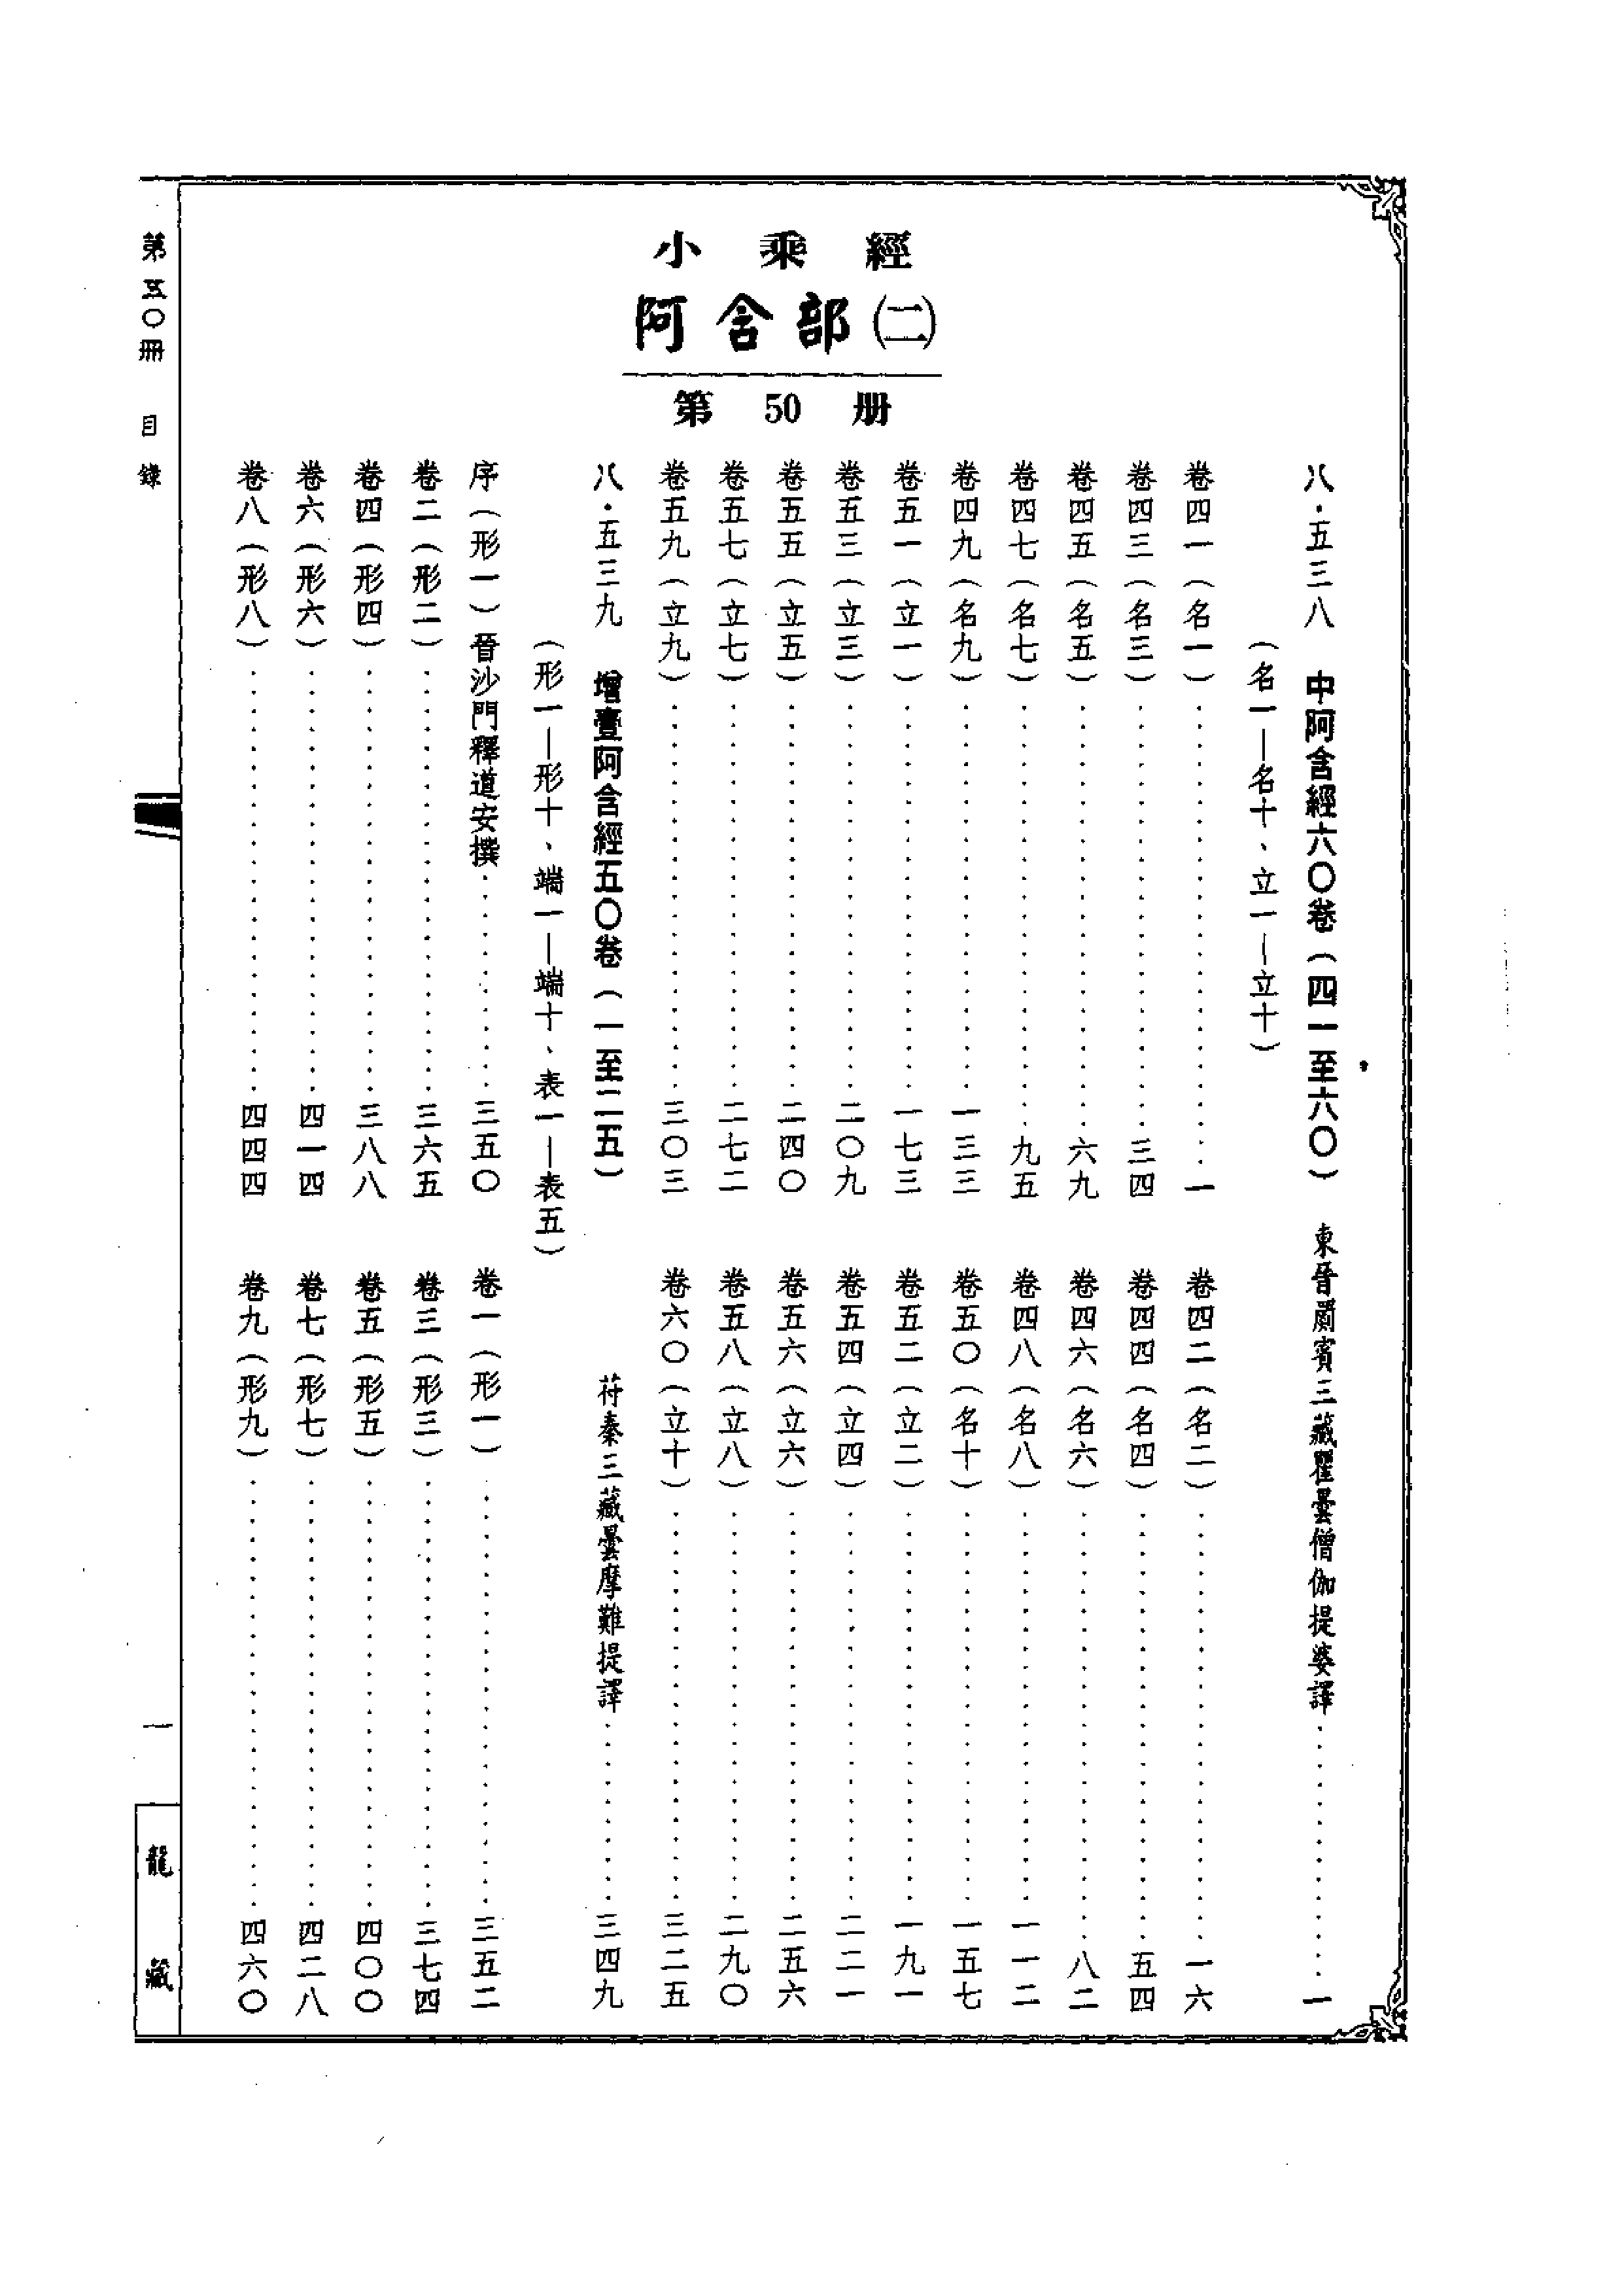 小乘經
阿含部(二)
第 50 册
八·五三八 中阿含經六〇卷(四一至六〇) 東晉罽賓三藏瞿曇僧伽提婆譯……一
(名一—名十、立一—立十)
卷四一(名一)……一 卷四二(名二)……一六
卷四三(名三)……三四 卷四四(名四)……五四
卷四五(名五)……六九 卷四六(名六)……八二
卷四七(名七)……九五 卷四八(名八)……一一二
卷四九(名九)……一三三 卷五〇(名十)……一五七
卷五一(立一)……一七三 卷五二(立二)……一九一
卷五三(立三)……二〇九 卷五四(立四)……二二一
卷五五(立五)……二四〇 卷五六(立六)……二五六
卷五七(立七)……二七二 卷五八(立八)……二九〇
卷五九(立九)……三〇三 卷六〇(立十)……三二五
八·五三九 增壹阿含經五〇卷(一至二五) 苻秦三藏曇摩難提譯……三四九
(形一—形十、端一—端十、表一—表五)
序(形一)晉沙門釋道安撰……三五〇 卷一(形一)……三五二
卷二(形二)……三六五 卷三(形三)……三七四
卷四(形四)……三八八 卷五(形五)……四〇〇
卷六(形六)……四一四 卷七(形七)……四二八
卷八(形八)……四四四 卷九(形九)……四六〇
第五〇冊 目錄
一
龍藏